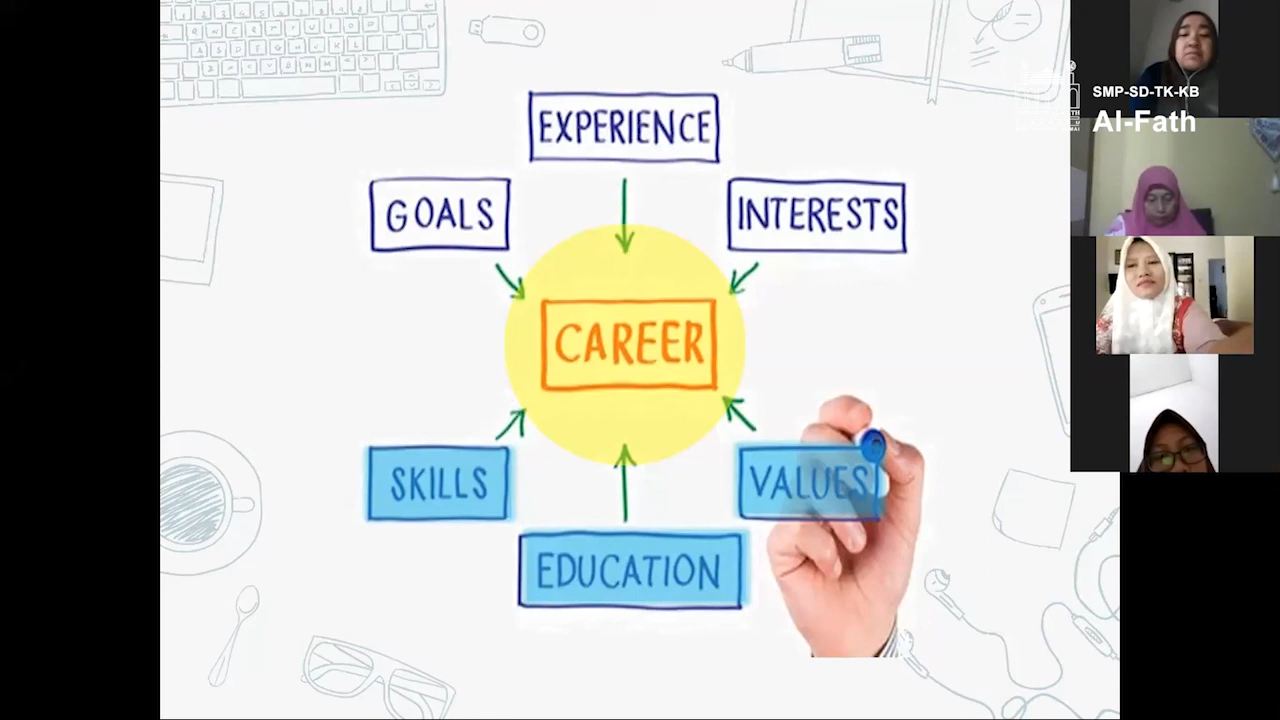 EXPERIENCE
GOALS
INTERESTS
CAREER
SKILLS
VALUES
EDUCATION
SMP-SD-TK-KB
Al-Fath